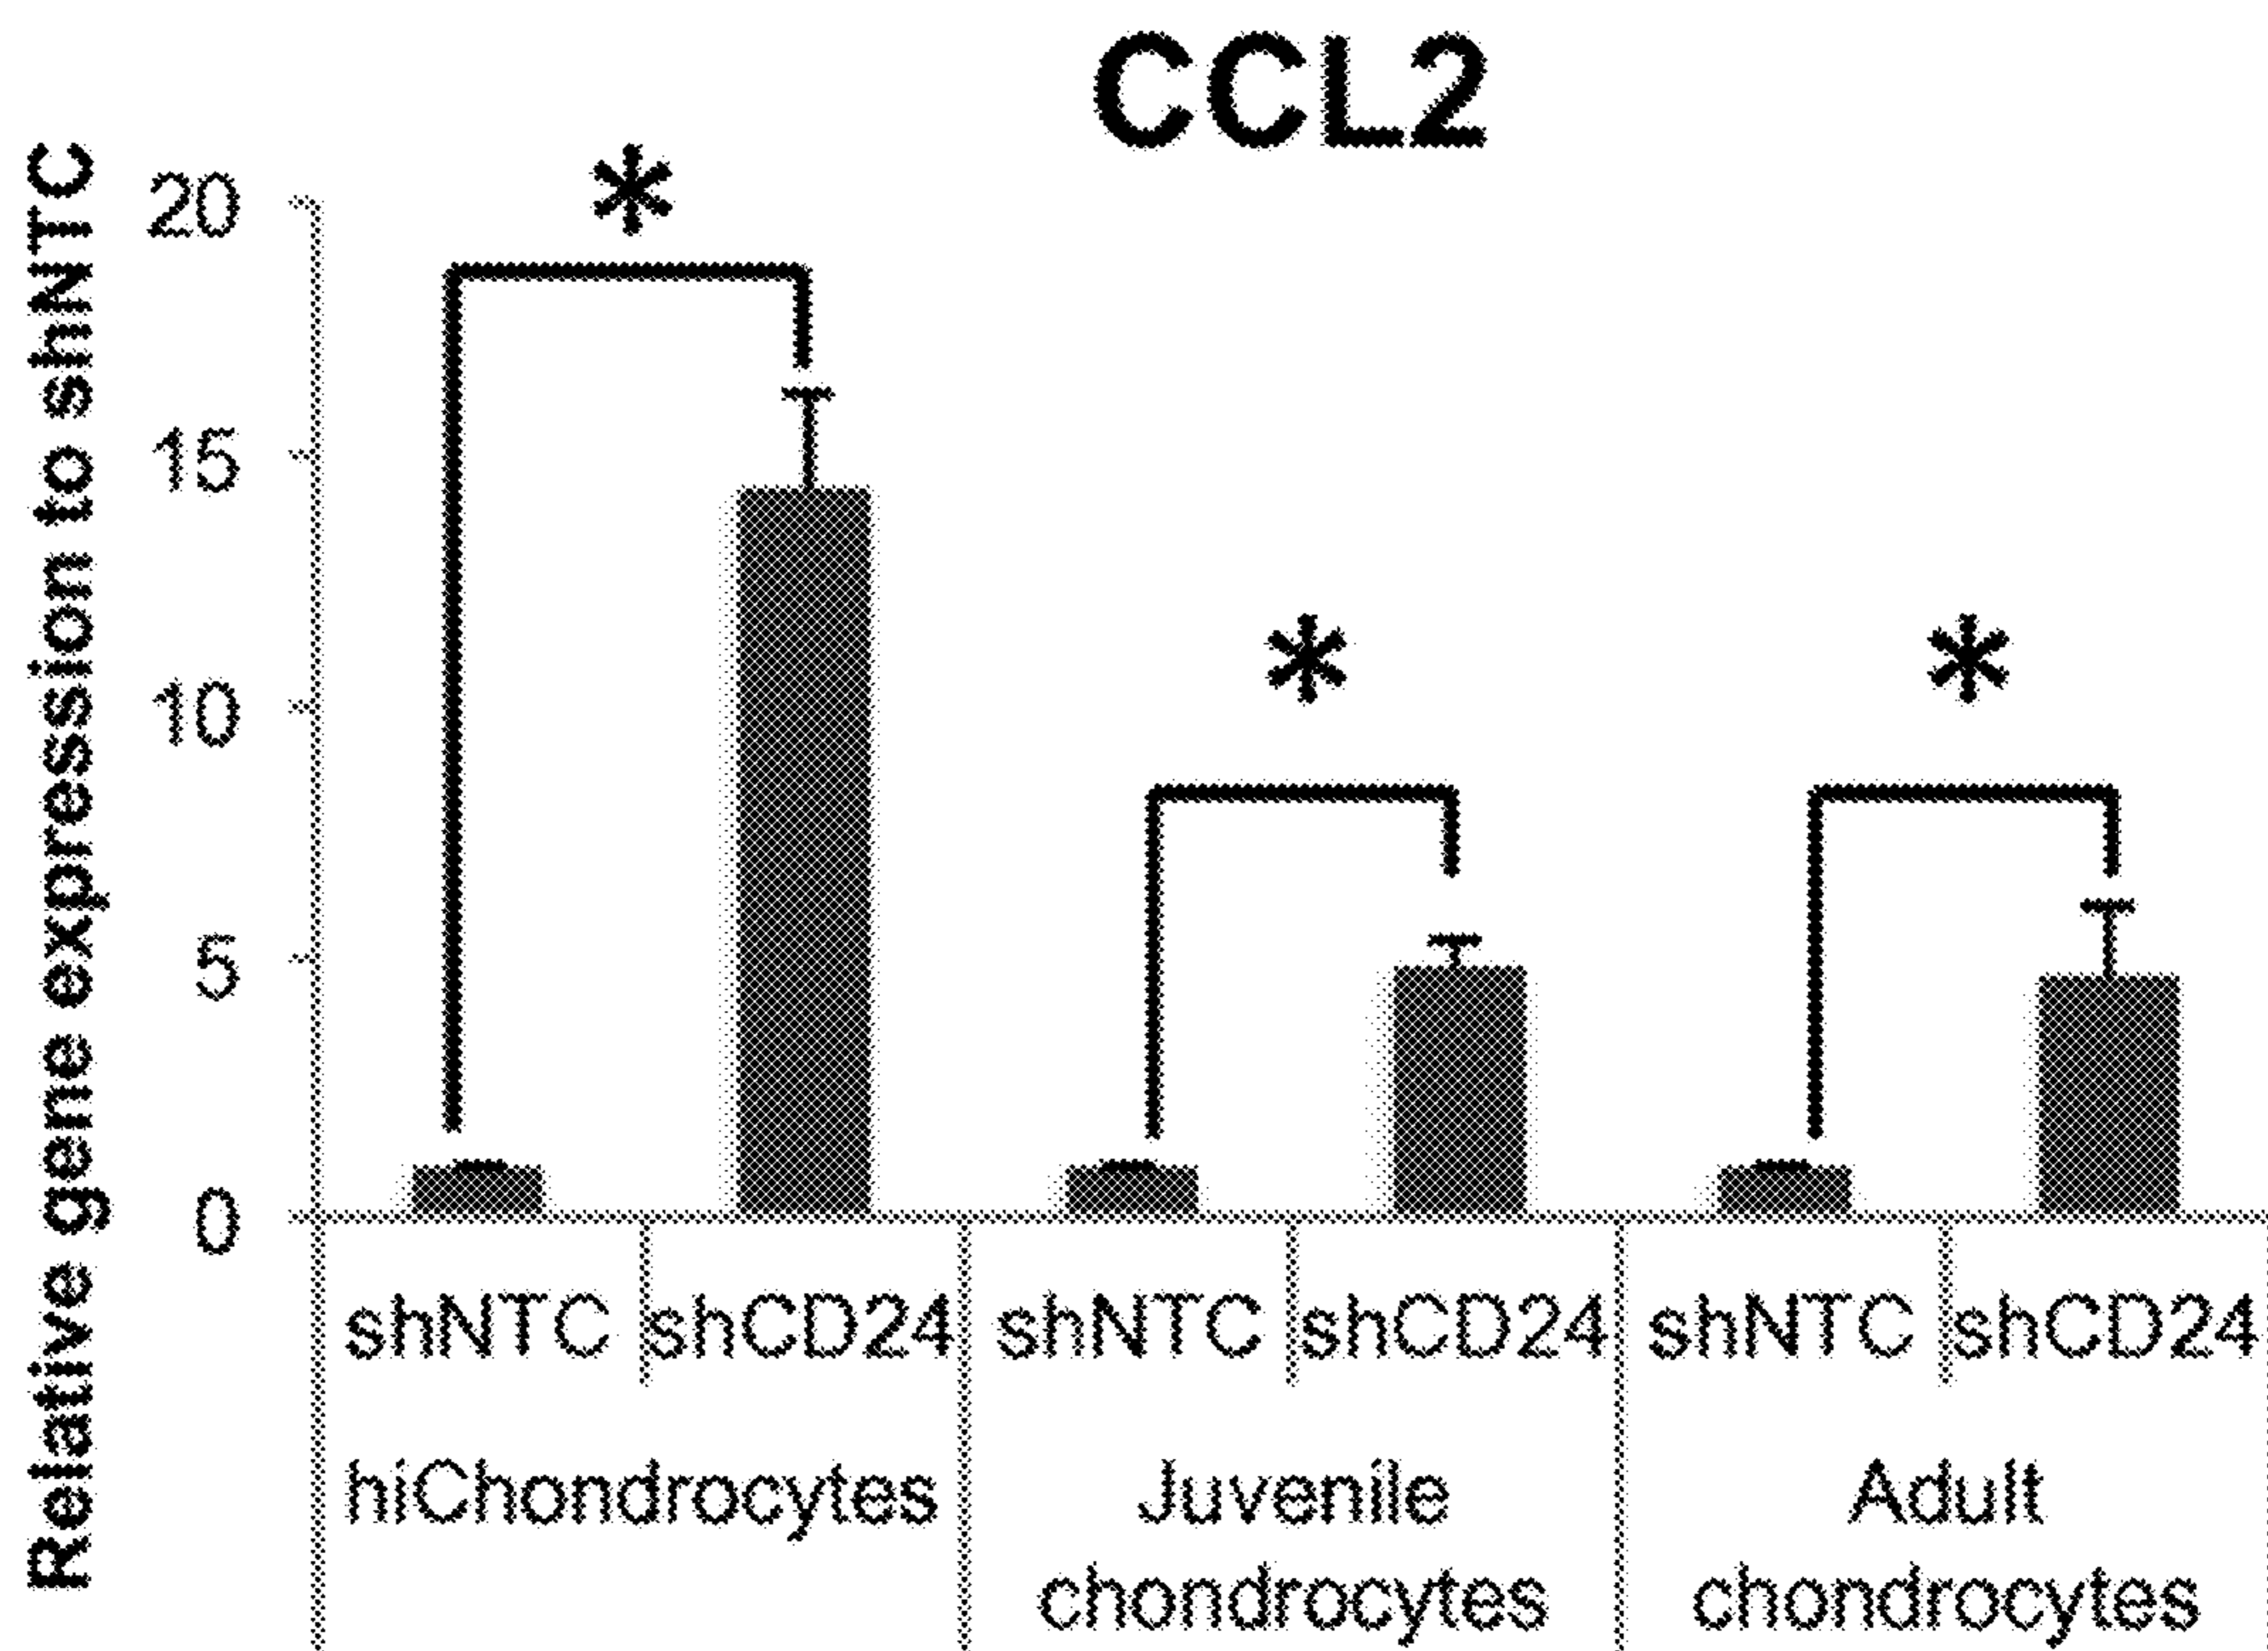 CCL2
Relative gene expression to shNTC
20
15
10
5
0
*
*
*
shNTC shCD24 shNTC shCD24 shNTC shCD24
hiChondrocytes Juvenile Adult
chondrocytes chondrocytes